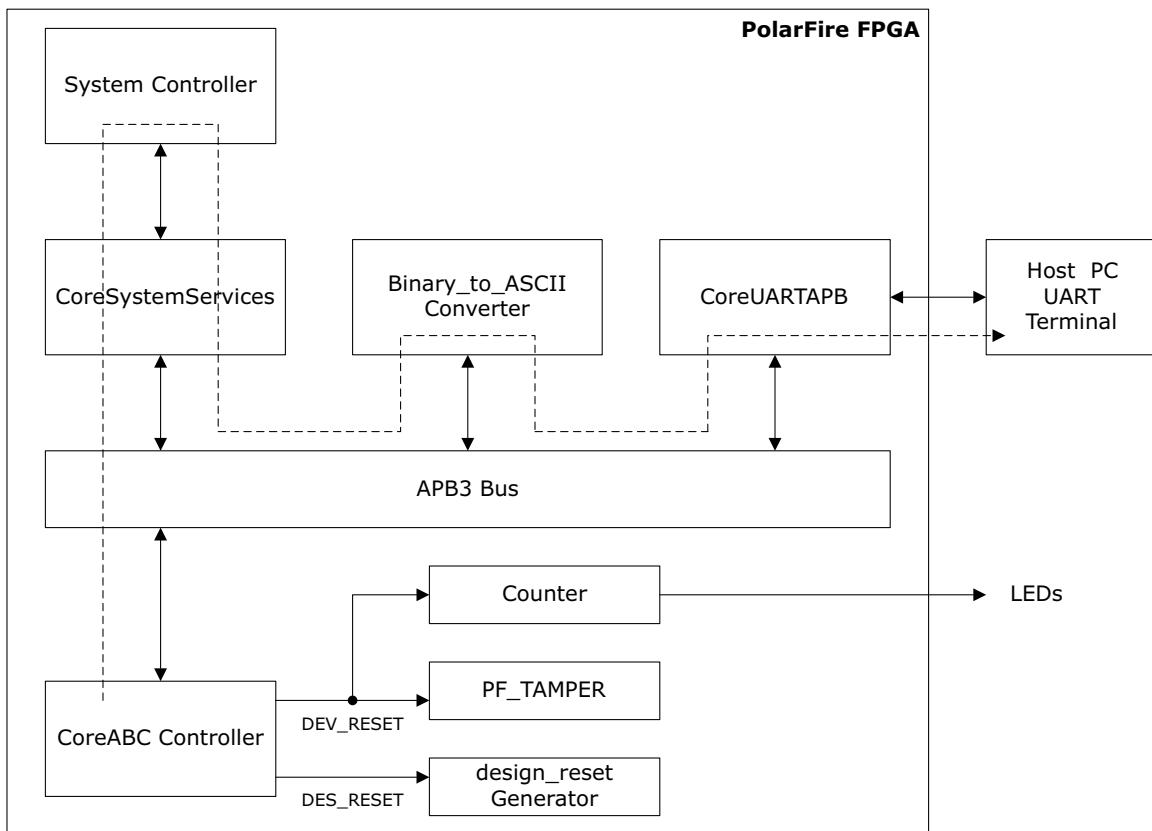 PolarFire FPGA
System Controller
CoreSystemServices
Binary_to_ASCII
Converter
CoreUARTAPB
Host PC
UART
Terminal
APB3 Bus
Counter
LEDs
PF_TAMPER
DEV_RESET
CoreABC Controller
design_reset
Generator
DES_RESET